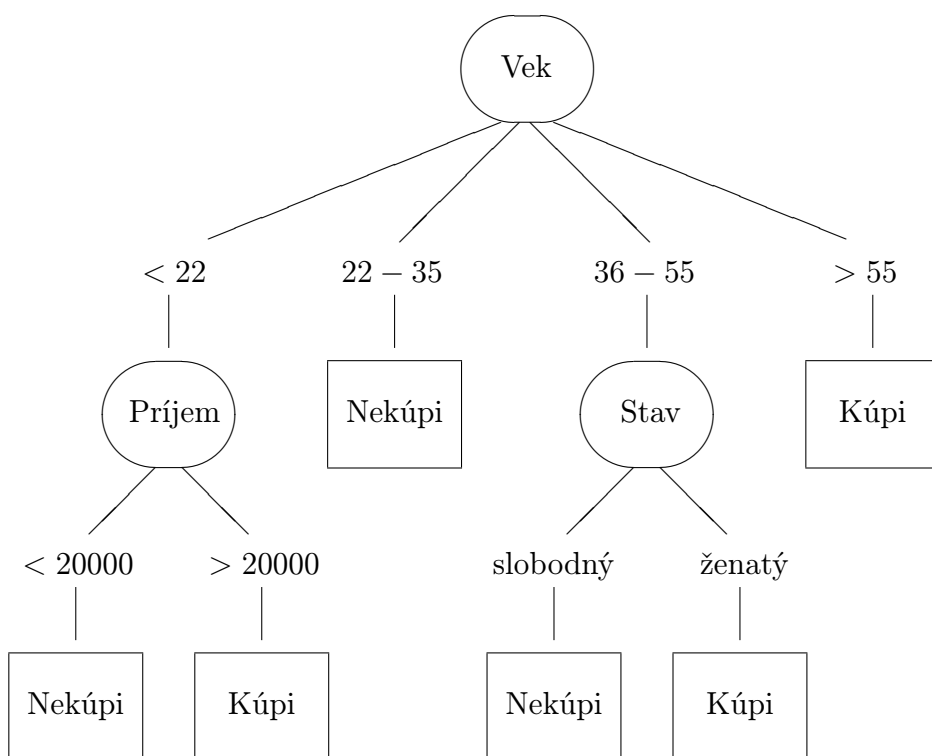 Vek
< 22
22 − 35
36 − 55
> 55
Príjem
Nekúpi
Stav
Kúpi
< 20000
> 20000
slobodný
ženatý
Nekúpi
Kúpi
Nekúpi
Kúpi